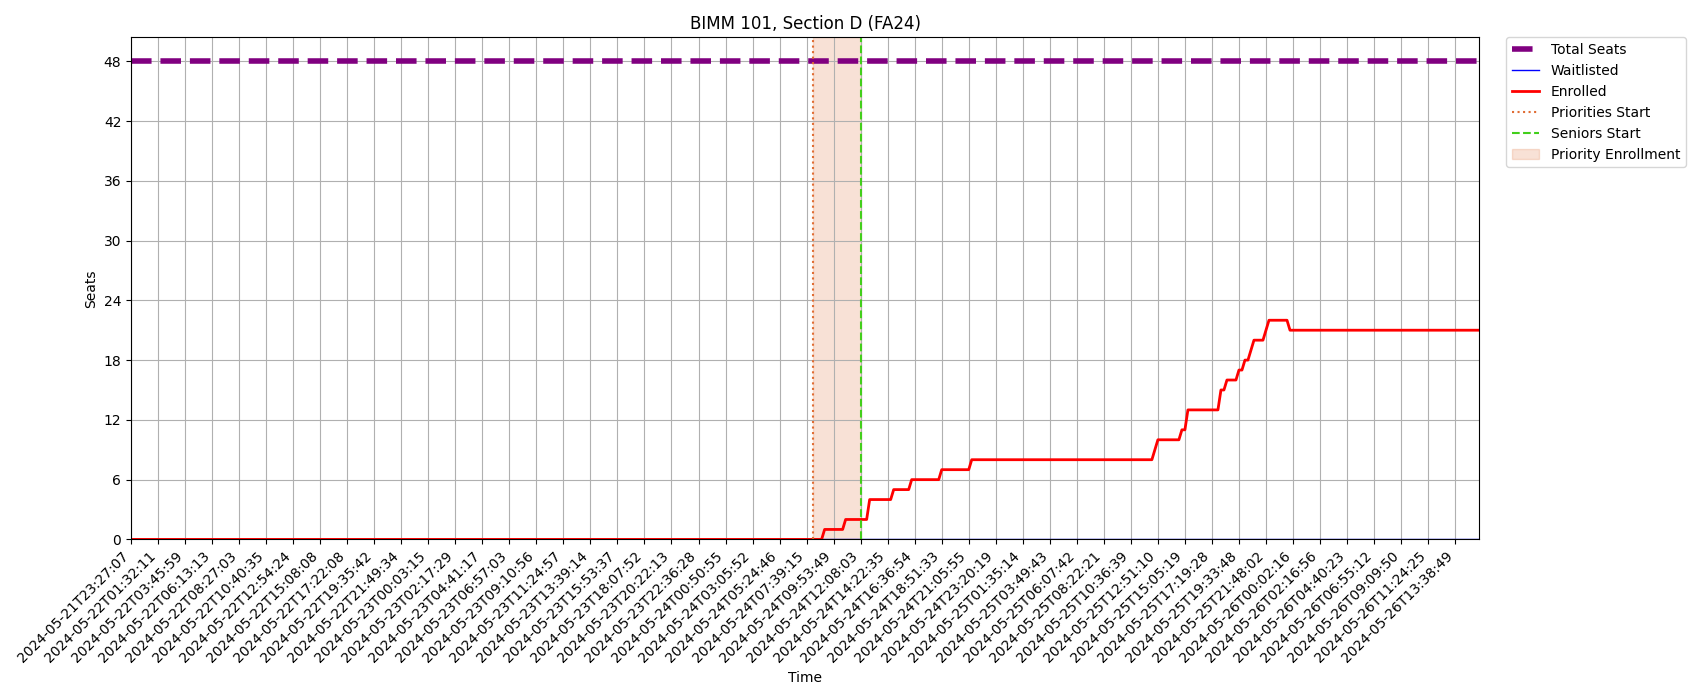 BIMM 101, Section D (FA24)
Total Seats
Waitlisted
Enrolled
Priorities Start
Seniors Start
Priority Enrollment
Seats
48
42
36
30
24
18
12
6
0
2024-05-21T23:27:07
2024-05-22T01:32:11
2024-05-22T03:45:59
2024-05-22T06:13:13
2024-05-22T08:27:03
2024-05-22T10:40:35
2024-05-22T12:54:24
2024-05-22T15:08:08
2024-05-22T17:22:08
2024-05-22T19:35:42
2024-05-22T21:49:34
2024-05-23T00:03:15
2024-05-23T02:17:29
2024-05-23T04:41:17
2024-05-23T06:57:03
2024-05-23T09:10:56
2024-05-23T11:24:57
2024-05-23T13:39:14
2024-05-23T15:53:37
2024-05-23T18:07:52
2024-05-23T20:22:13
2024-05-23T22:36:28
2024-05-24T00:50:55
2024-05-24T03:05:52
2024-05-24T05:24:46
2024-05-24T07:39:15
2024-05-24T09:53:49
2024-05-24T12:08:03
2024-05-24T14:22:35
2024-05-24T16:36:54
2024-05-24T18:51:33
2024-05-24T21:05:55
2024-05-24T23:20:19
2024-05-25T01:35:14
2024-05-25T03:49:43
2024-05-25T06:07:42
2024-05-25T08:22:21
2024-05-25T10:36:39
2024-05-25T12:51:10
2024-05-25T15:05:19
2024-05-25T17:19:28
2024-05-25T19:33:48
2024-05-25T21:48:02
2024-05-26T00:02:16
2024-05-26T02:16:56
2024-05-26T04:40:23
2024-05-26T06:55:12
2024-05-26T09:09:50
2024-05-26T11:24:25
2024-05-26T13:38:49
Time